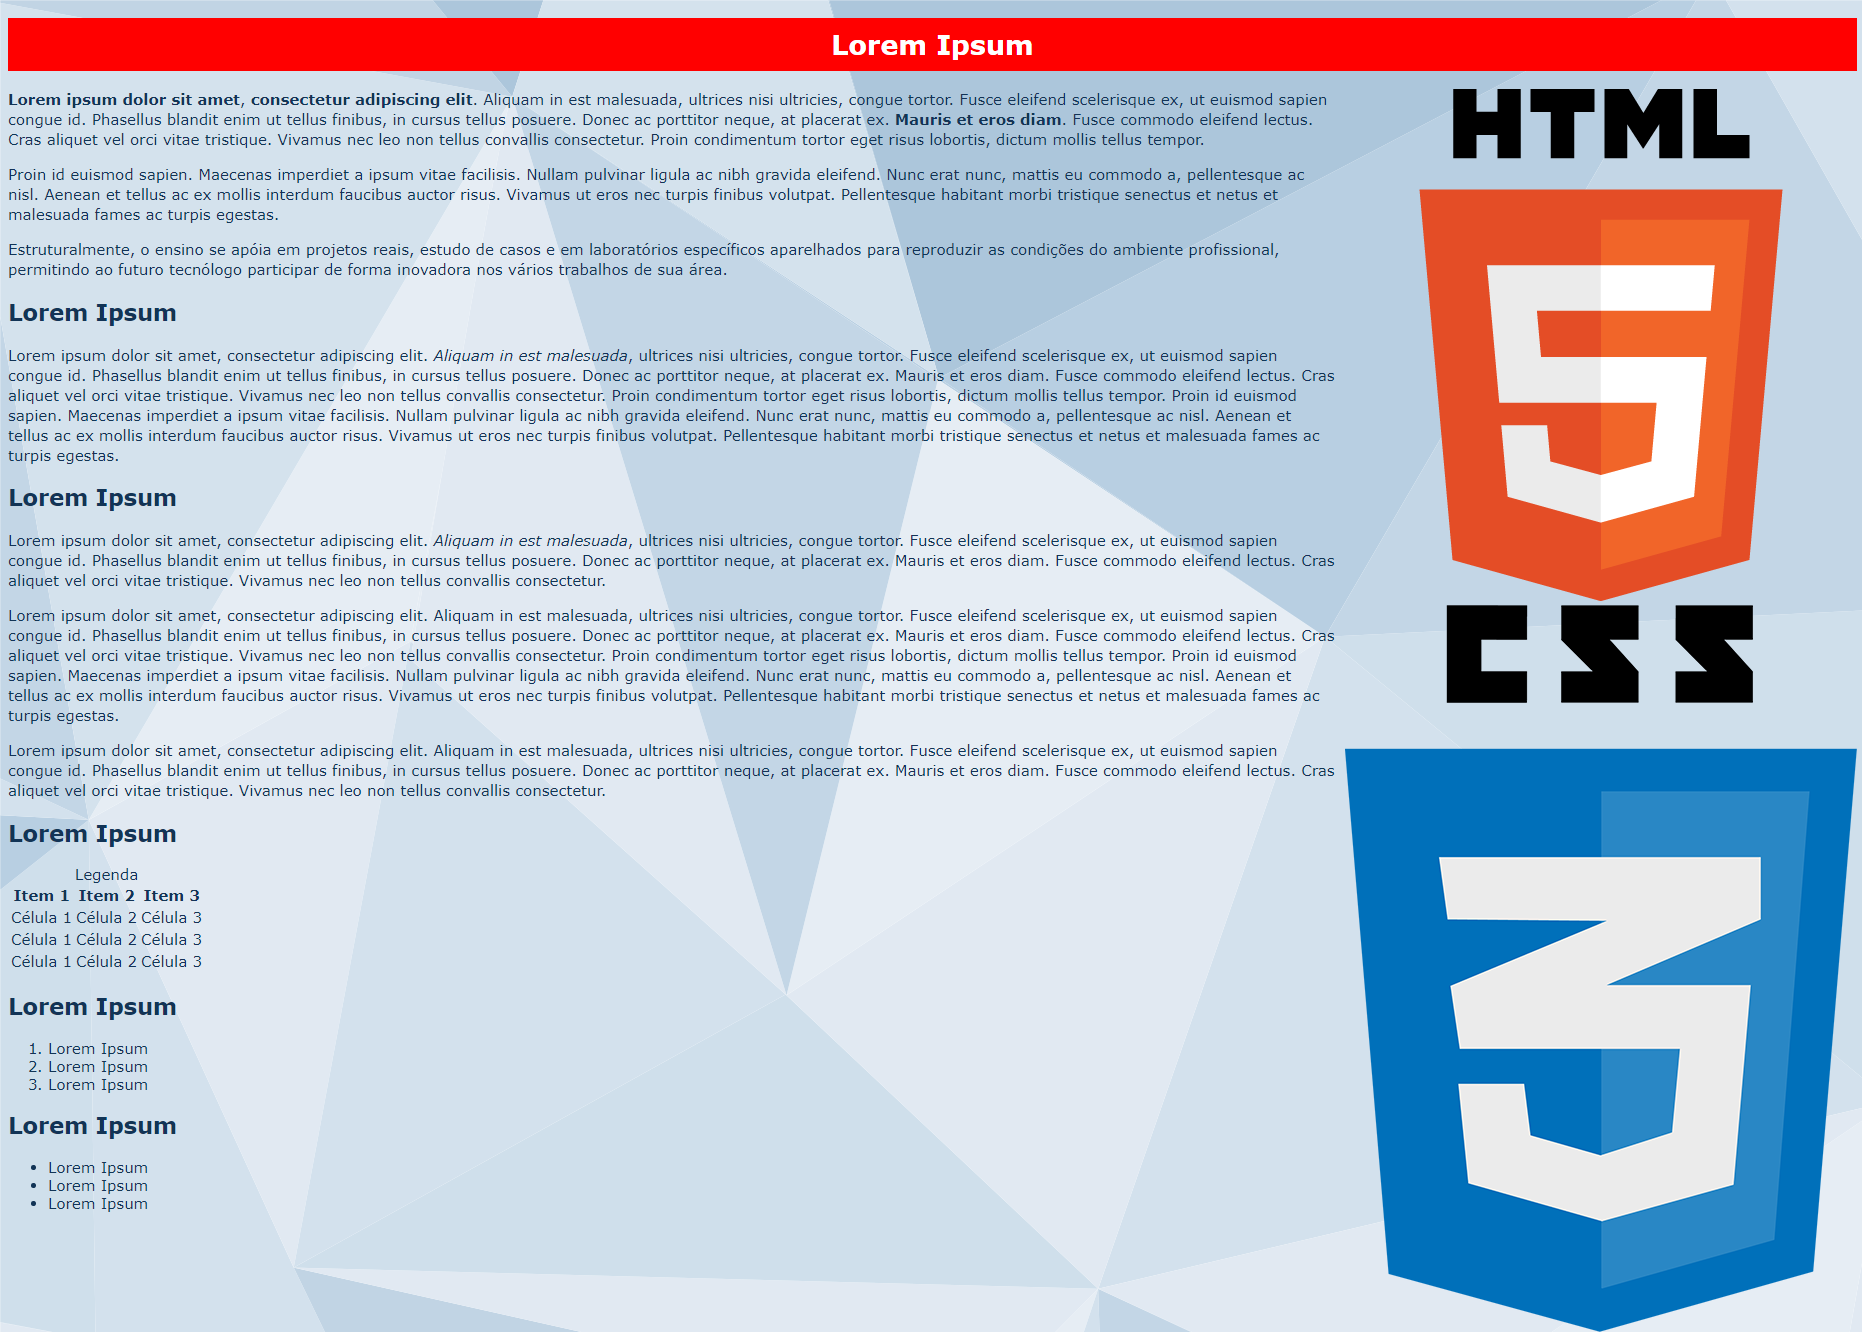 Lorem Ipsum
Lorem ipsum dolor sit amet, consectetur adipiscing elit. Aliquam in est malesuada, ultrices nisi ultricies, congue tortor. Fusce eleifend scelerisque ex, ut euismod sapien
congue id. Phasellus blandit enim ut tellus finibus, in cursus tellus posuere. Donec ac porttitor neque, at placerat ex. Mauris et eros diam. Fusce commodo eleifend lectus.
Cras aliquet vel orci vitae tristique. Vivamus nec leo non tellus convallis consectetur. Proin condimentum tortor eget risus lobortis, dictum mollis tellus tempor.
Proin id euismod sapien. Maecenas imperdiet a ipsum vitae facilisis. Nullam pulvinar ligula ac nibh gravida eleifend. Nunc erat nunc, mattis eu commodo a, pellentesque ac
nisl. Aenean et tellus ac ex mollis interdum faucibus auctor risus. Vivamus ut eros nec turpis finibus volutpat. Pellentesque habitant morbi tristique senectus et netus et
malesuada fames ac turpis egestas.
Estruturalmente, o ensino se apóia em projetos reais, estudo de casos e em laboratórios específicos aparelhados para reproduzir as condições do ambiente profissional,
permitindo ao futuro tecnólogo participar de forma inovadora nos vários trabalhos de sua área.
Lorem Ipsum
Lorem ipsum dolor sit amet, consectetur adipiscing elit. Aliquam in est malesuada, ultrices nisi ultricies, congue tortor. Fusce eleifend scelerisque ex, ut euismod sapien
congue id. Phasellus blandit enim ut tellus finibus, in cursus tellus posuere. Donec ac porttitor neque, at placerat ex. Mauris et eros diam. Fusce commodo eleifend lectus. Cras
aliquet vel orci vitae tristique. Vivamus nec leo non tellus convallis consectetur. Proin condimentum tortor eget risus lobortis, dictum mollis tellus tempor. Proin id euismod
sapien. Maecenas imperdiet a ipsum vitae facilisis. Nullam pulvinar ligula ac nibh gravida eleifend. Nunc erat nunc, mattis eu commodo a, pellentesque ac nisl. Aenean et
tellus ac ex mollis interdum faucibus auctor risus. Vivamus ut eros nec turpis finibus volutpat. Pellentesque habitant morbi tristique senectus et netus et malesuada fames ac
turpis egestas.
Lorem Ipsum
Lorem ipsum dolor sit amet, consectetur adipiscing elit. Aliquam in est malesuada, ultrices nisi ultricies, congue tortor. Fusce eleifend scelerisque ex, ut euismod sapien
congue id. Phasellus blandit enim ut tellus finibus, in cursus tellus posuere. Donec ac porttitor neque, at placerat ex. Mauris et eros diam. Fusce commodo eleifend lectus. Cras
aliquet vel orci vitae tristique. Vivamus nec leo non tellus convallis consectetur.
Lorem ipsum dolor sit amet, consectetur adipiscing elit. Aliquam in est malesuada, ultrices nisi ultricies, congue tortor. Fusce eleifend scelerisque ex, ut euismod sapien
congue id. Phasellus blandit enim ut tellus finibus, in cursus tellus posuere. Donec ac porttitor neque, at placerat ex. Mauris et eros diam. Fusce commodo eleifend lectus. Cras
aliquet vel orci vitae tristique. Vivamus nec leo non tellus convallis consectetur. Proin condimentum tortor eget risus lobortis, dictum mollis tellus tempor. Proin id euismod
sapien. Maecenas imperdiet a ipsum vitae facilisis. Nullam pulvinar ligula ac nibh gravida eleifend. Nunc erat nunc, mattis eu commodo a, pellentesque ac nisl. Aenean et
tellus ac ex mollis interdum faucibus auctor risus. Vivamus ut eros nec turpis finibus volutpat. Pellentesque habitant morbi tristique senectus et netus et malesuada fames ac
turpis egestas.
Lorem ipsum dolor sit amet, consectetur adipiscing elit. Aliquam in est malesuada, ultrices nisi ultricies, congue tortor. Fusce eleifend scelerisque ex, ut euismod sapien
congue id. Phasellus blandit enim ut tellus finibus, in cursus tellus posuere. Donec ac porttitor neque, at placerat ex. Mauris et eros diam. Fusce commodo eleifend lectus. Cras
aliquet vel orci vitae tristique. Vivamus nec leo non tellus convallis consectetur.
Lorem Ipsum
Legenda
Item 1 Item 2 Item 3
Célula 1 Célula 2 Célula 3
Célula 1 Célula 2 Célula 3
Célula 1 Célula 2 Célula 3
Lorem Ipsum
1. Lorem Ipsum
2. Lorem Ipsum
3. Lorem Ipsum
Lorem Ipsum
• Lorem Ipsum
• Lorem Ipsum
• Lorem Ipsum
HTML
5
CSS
3